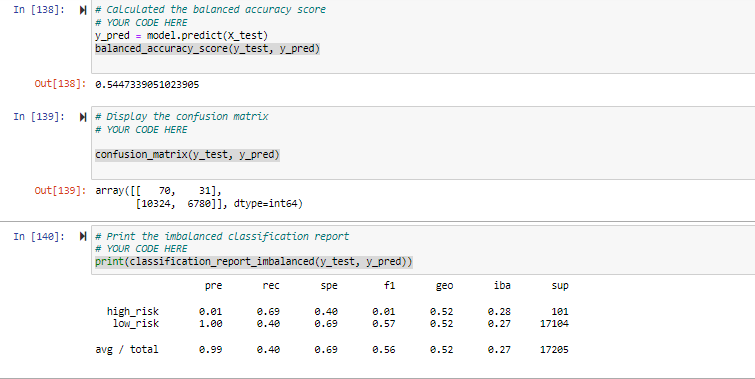 In [138]: # Calculated the balanced accuracy score
# YOUR CODE HERE
y_pred = model.predict(X_test)
balanced_accuracy_score(y_test, y_pred)
Out[138]: 0.5447339051023905
In [139]: # Display the confusion matrix
# YOUR CODE HERE
confusion_matrix(y_test, y_pred)
Out[139]: array([[   70,    31],
[10324,  6780]], dtype=int64)
In [140]: # Print the imbalanced classification report
# YOUR CODE HERE
print(classification_report_imbalanced(y_test, y_pred))
pre rec spe f1 geo iba sup
high_risk 0.01 0.69 0.40 0.01 0.52 0.28 101
low_risk 1.00 0.40 0.69 0.57 0.52 0.27 17104
avg / total 0.99 0.40 0.69 0.56 0.52 0.27 17205